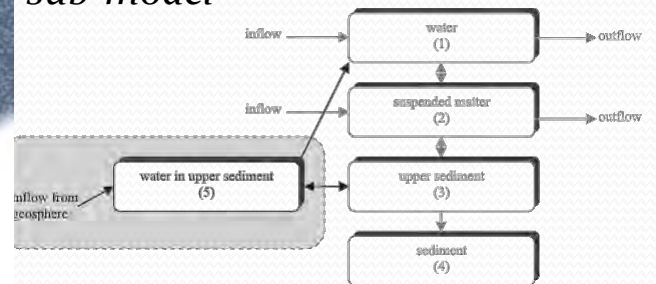 sub-model
inflow
water
(1)
outflow
inflow
suspended matter
(2)
outflow
water in upper sediment
(5)
upper sediment
(3)
inflow from
geosphere
sediment
(4)